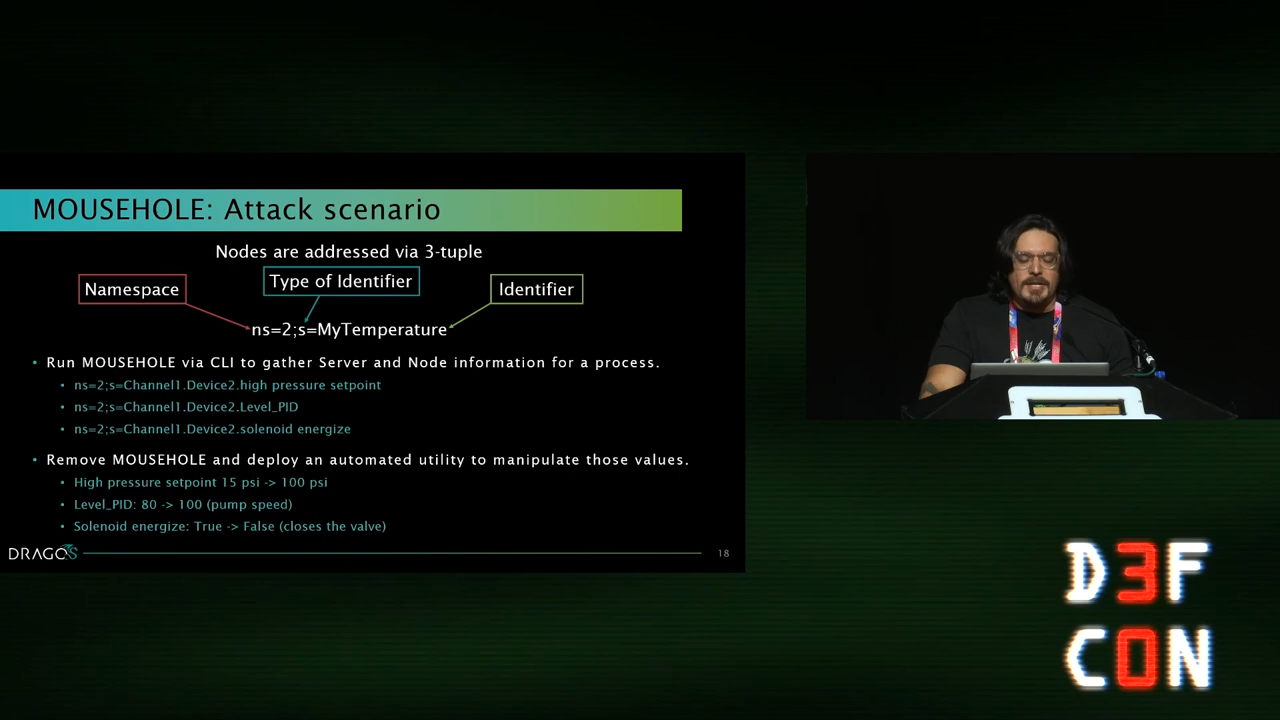 MOUSEHOLE: Attack scenario
Nodes are addressed via 3-tuple
Namespace
Type of Identifier
Identifier
ns=2;s=MyTemperature
• Run MOUSEHOLE via CLI to gather Server and Node information for a process.
• ns=2;s=Channel1.Device2.high pressure setpoint
• ns=2;s=Channel1.Device2.Level_PID
• ns=2;s=Channel1.Device2.solenoid energize
• Remove MOUSEHOLE and deploy an automated utility to manipulate those values.
• High pressure setpoint 15 psi -> 100 psi
• Level_PID: 80 -> 100 (pump speed)
• Solenoid energize: True -> False (closes the valve)
DRAGOS
18
D3F
C0N